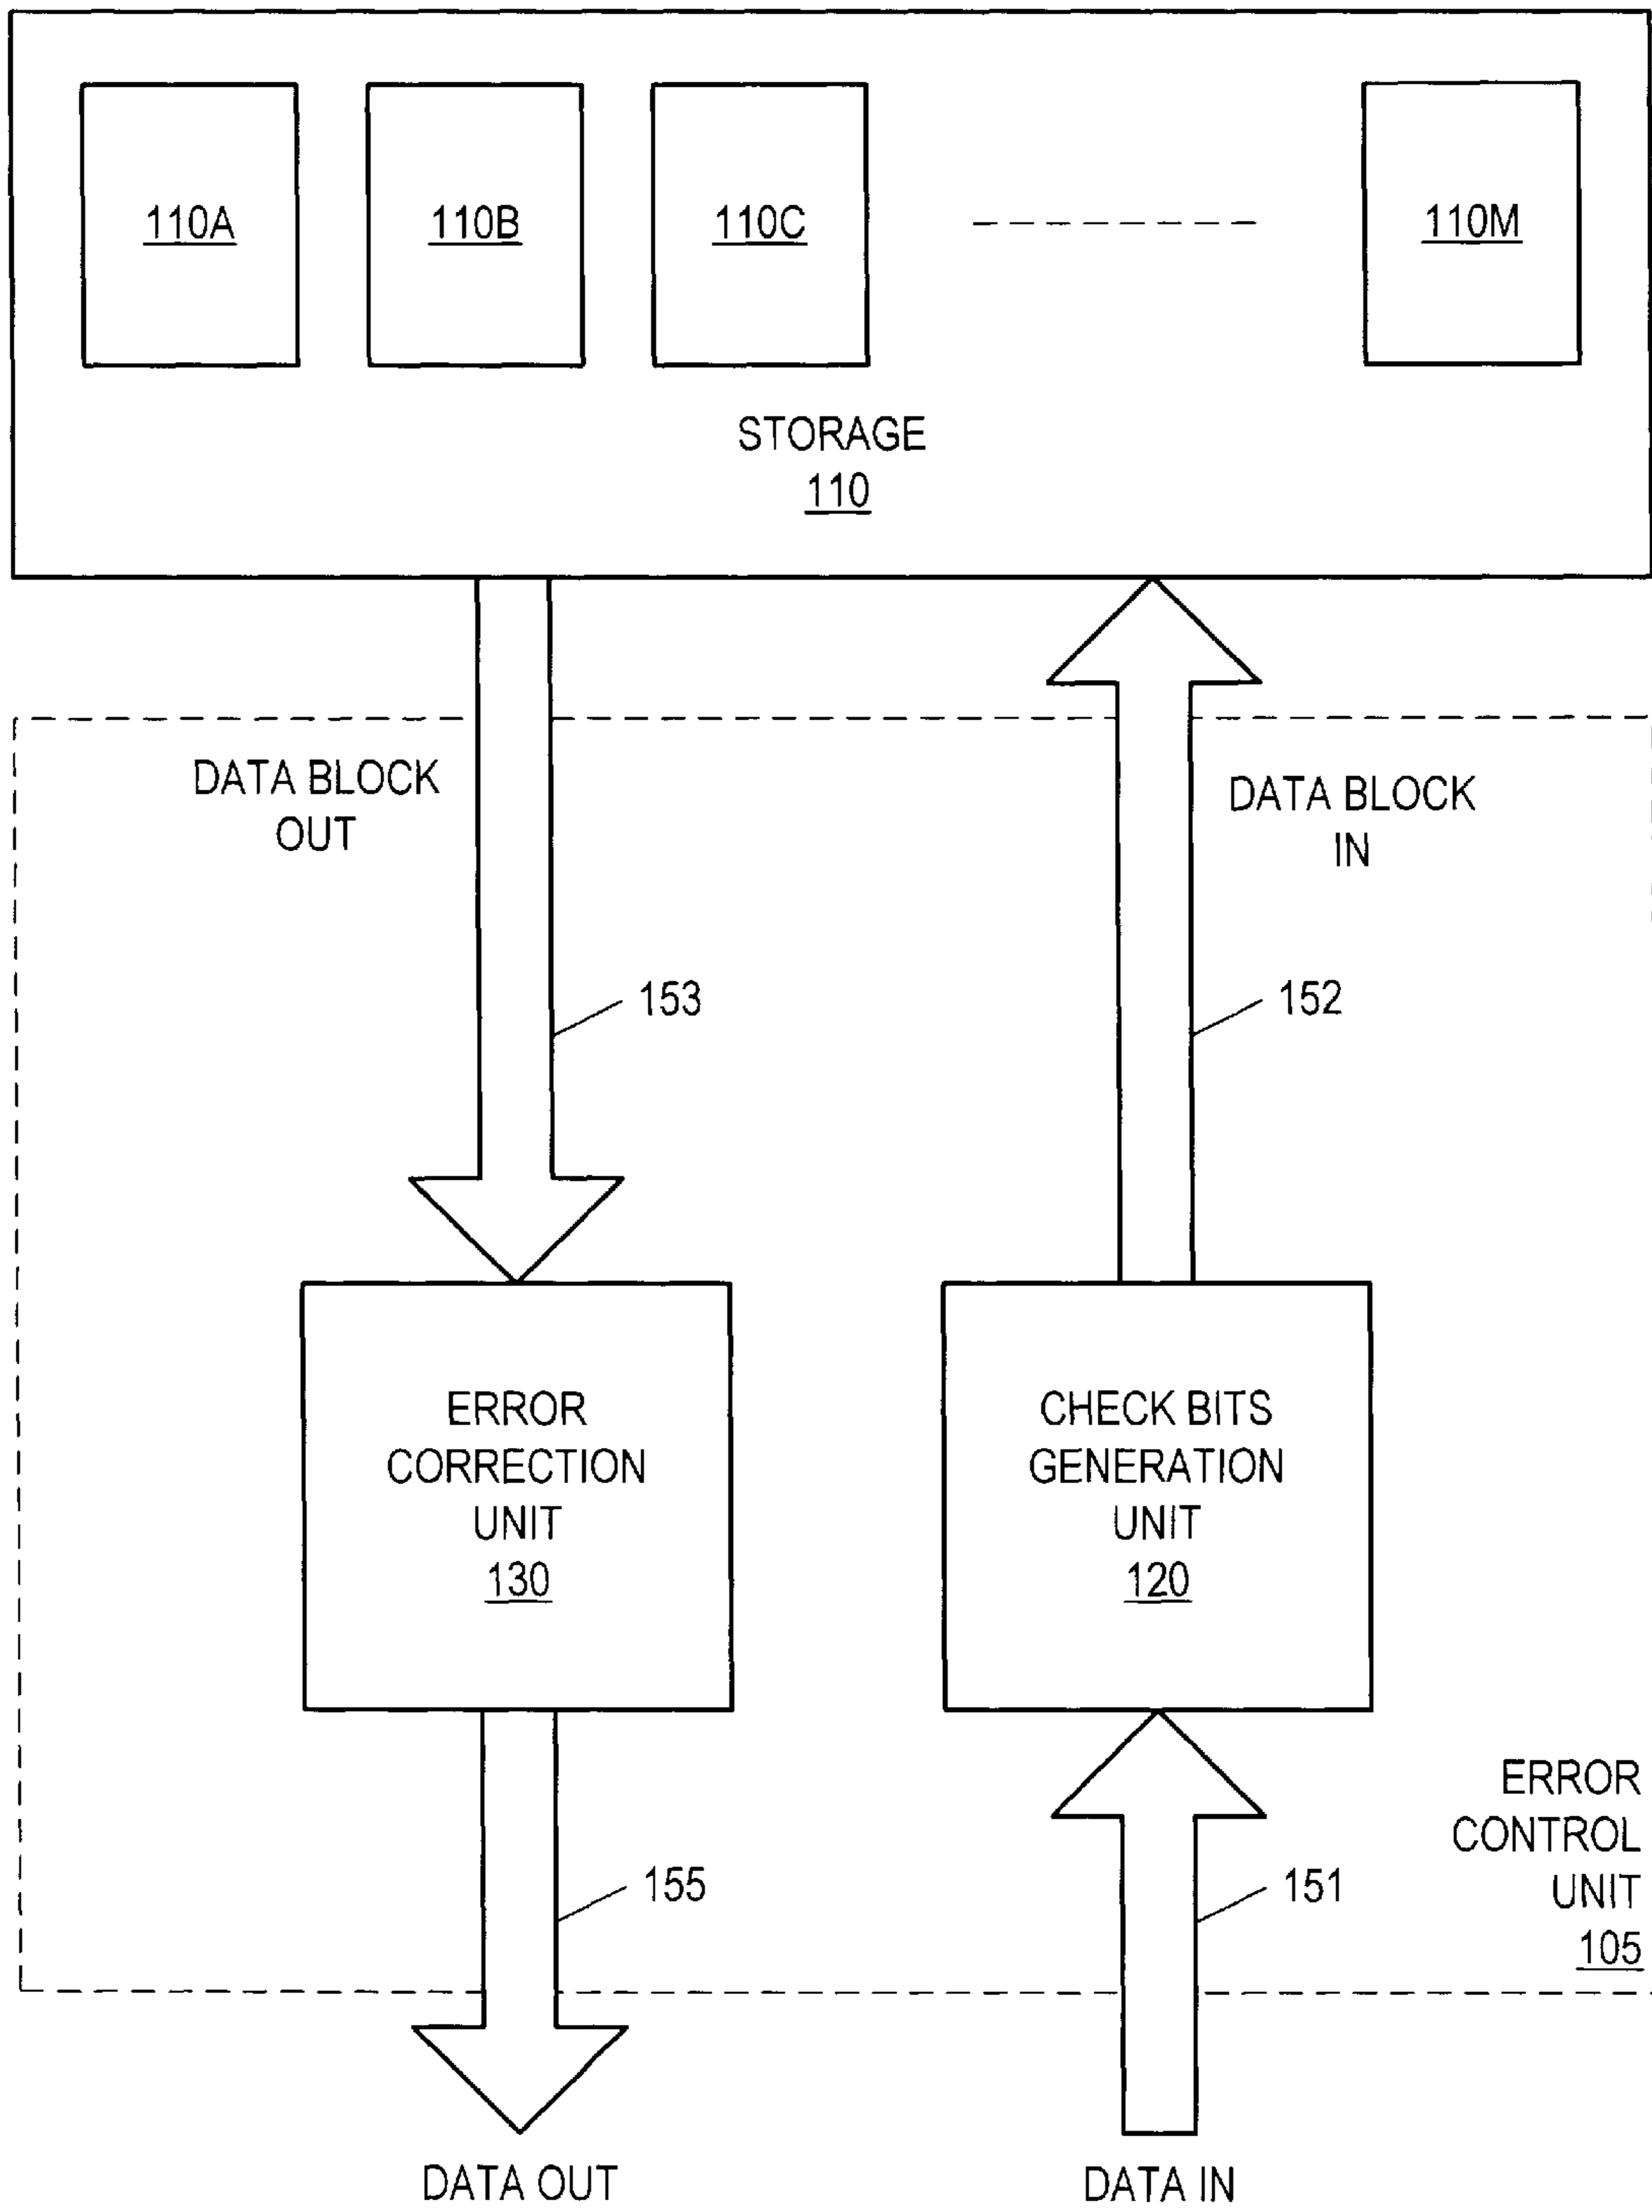 110A 110B 110C 110M
STORAGE
110
DATA BLOCK
OUT
DATA BLOCK
IN
153
152
ERROR
CORRECTION
UNIT
130
CHECK BITS
GENERATION
UNIT
120
ERROR
CONTROL
UNIT
105
155
151
DATA OUT
DATA IN